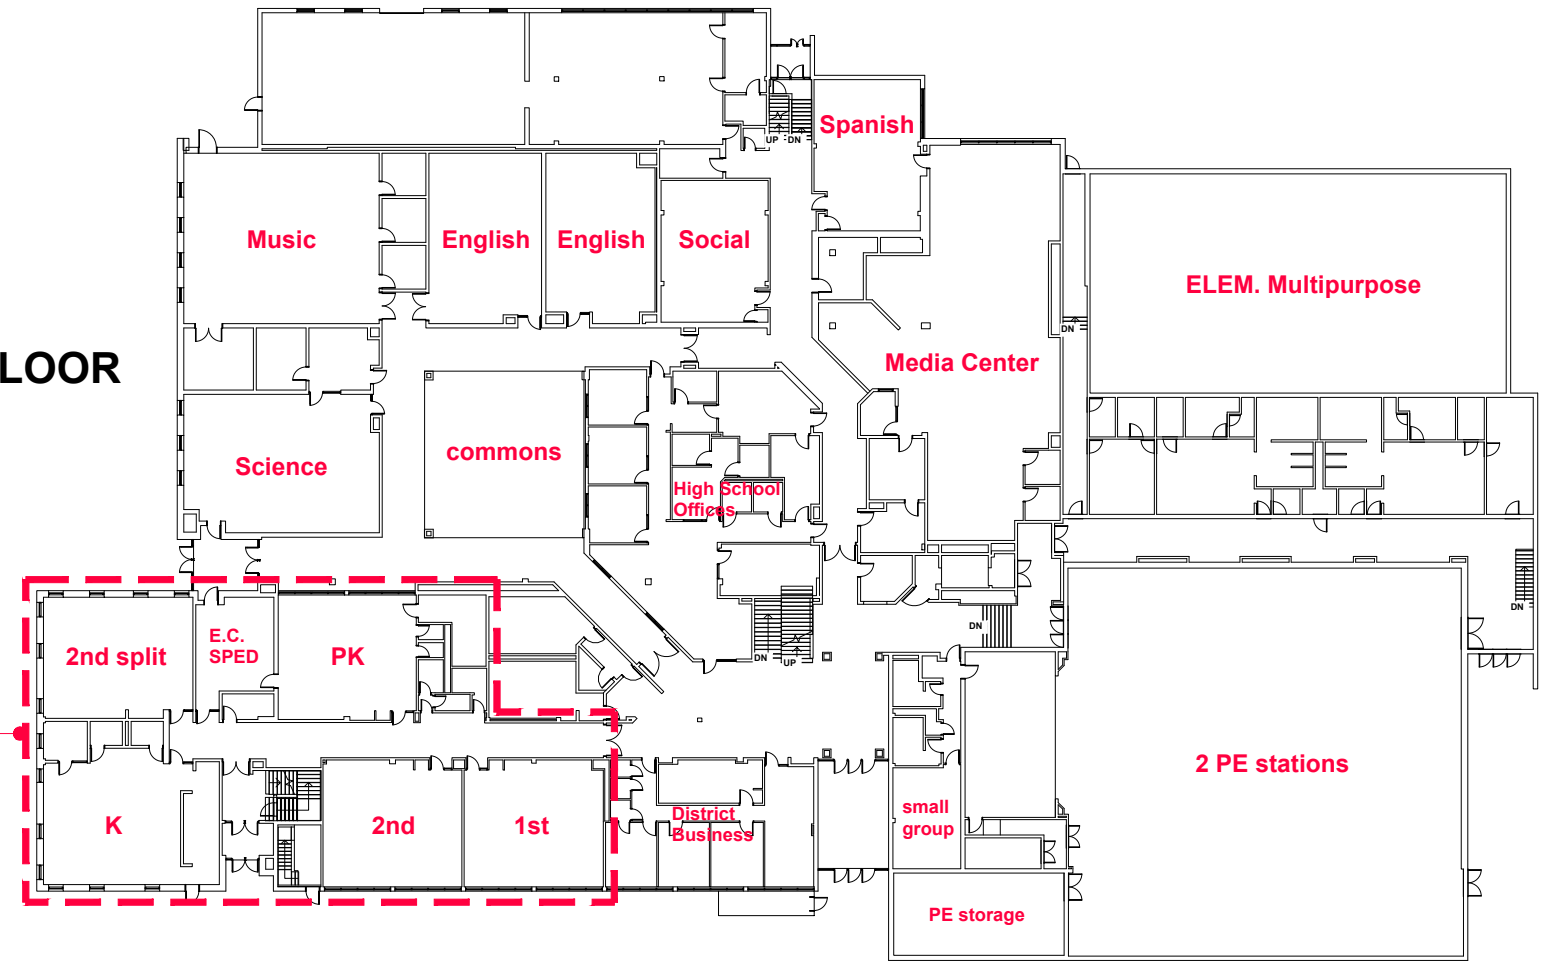 UP DN
Spanish
Music
English
English
Social
ELEM. Multipurpose
DN
LOOR
Media Center
commons
Science
High School
Offices
E.C.
SPED
2nd split
PK
DN
UP
DN
DN
2 PE stations
K
2nd
1st
District
Business
small
group
PE storage